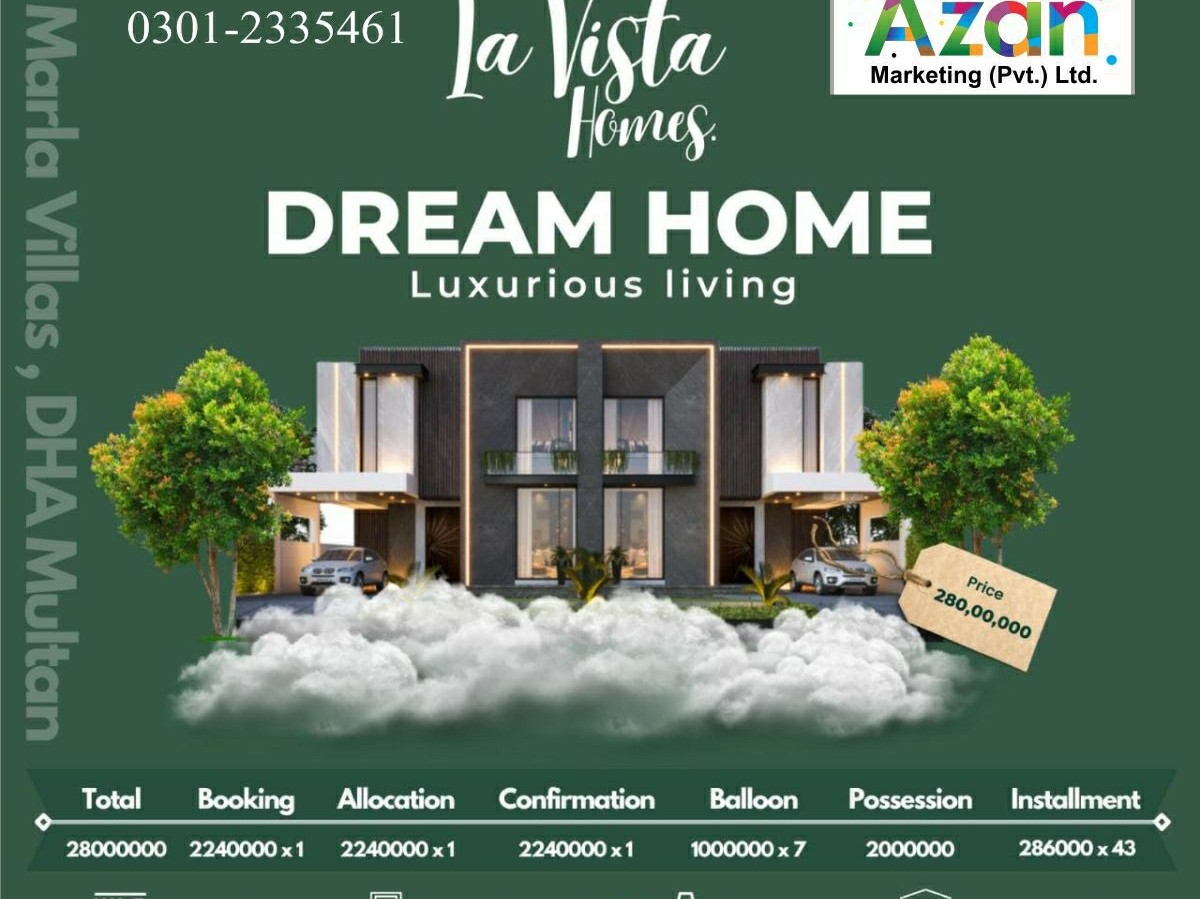 0301-2335461
La Vista
Homes.
Azan
Marketing (Pvt.) Ltd.
Marla Villas , DHA Multan
DREAM HOME
Luxurious living
Price
280,00,000
Total Booking Allocation Confirmation Balloon Possession Installment
28000000 2240000 x 1 2240000 x 1 2240000 x 1 1000000 x 7 2000000 286000 x 43